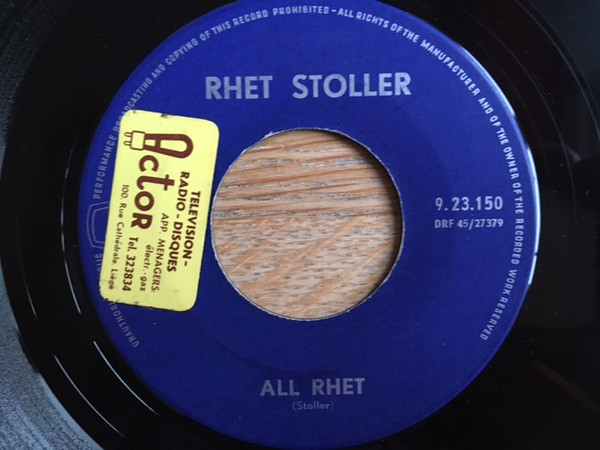 PERFORMANCE BROADCASTING AND COPYING OF THIS RECORD PROHIBITED-ALL RIGHTS OF THE MANUFACTURER AND OF THE OWNER OF THE RECORDED WORK RESERVED
RHET STOLLER
9.23.150
DRF 45/27379
TELEVISION-
RADIO-DISQUES
APP. MENAGERS.
électr.-gaz
Actor
100, Rue Cathédrale, Liège
Tel. 323834
ALL RHET
(Stoller)